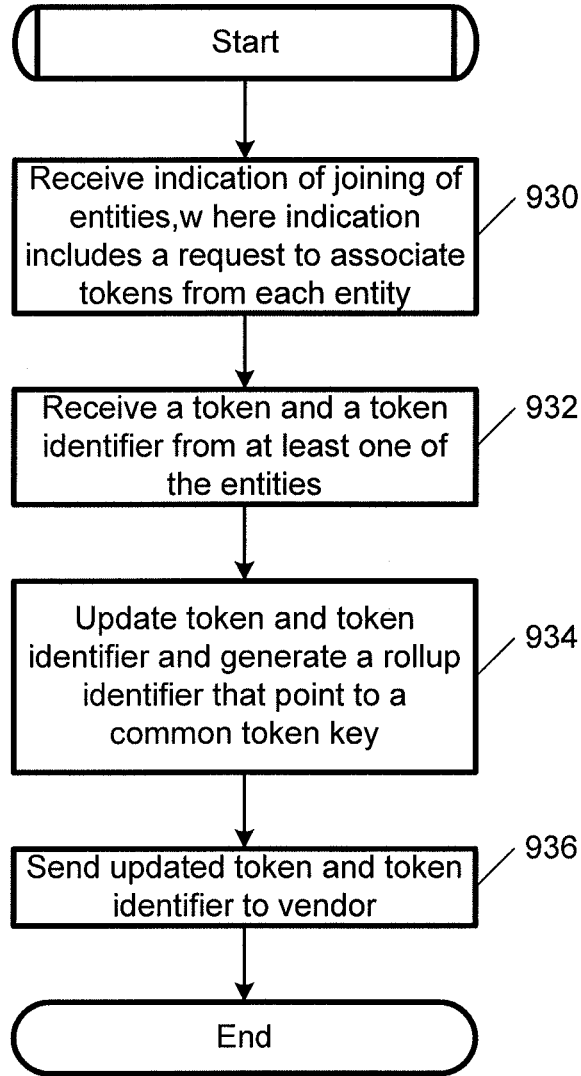 Start
Receive indication of joining of
entities,w here indication
includes a request to associate
tokens from each entity
930
Receive a token and a token
identifier from at least one of
the entities
932
Update token and token
identifier and generate a rollup
identifier that point to a
common token key
934
Send updated token and token
identifier to vendor
936
End